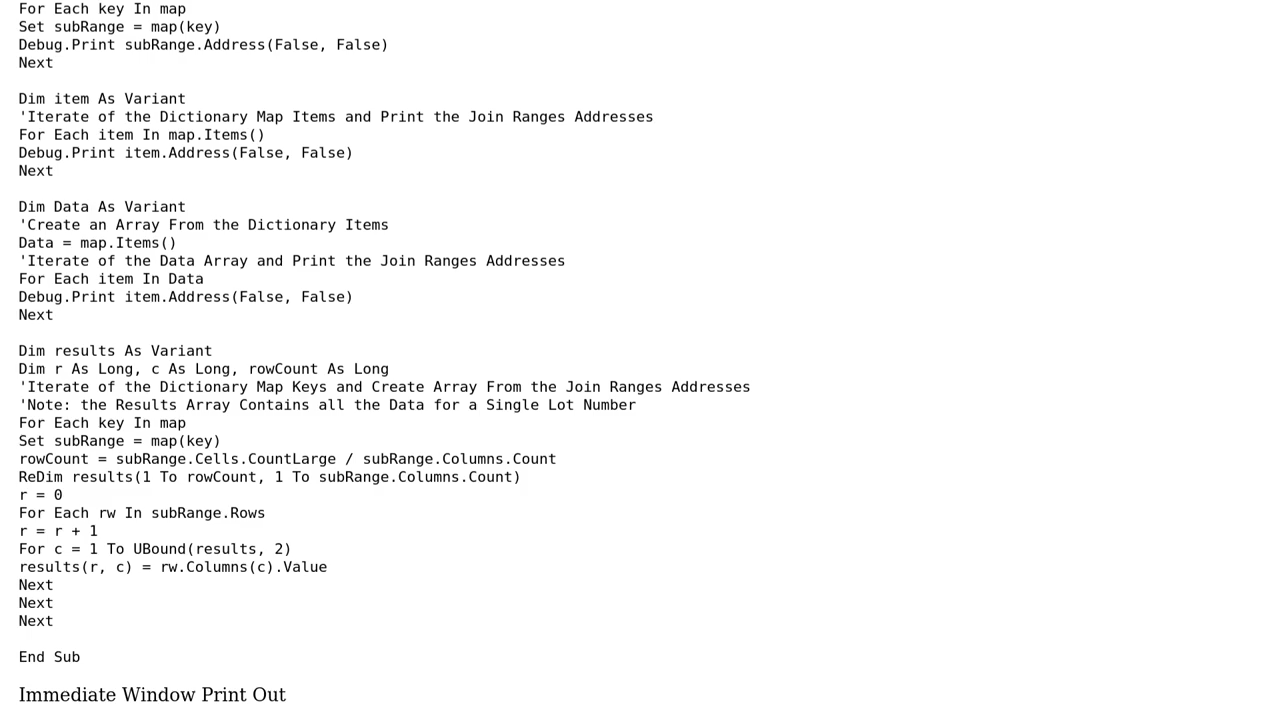 For Each key In map
Set subRange = map(key)
Debug.Print subRange.Address(False, False)
Next
Dim item As Variant
'Iterate of the Dictionary Map Items and Print the Join Ranges Addresses
For Each item In map.Items()
Debug.Print item.Address(False, False)
Next
Dim Data As Variant
'Create an Array From the Dictionary Items
Data = map.Items()
'Iterate of the Data Array and Print the Join Ranges Addresses
For Each item In Data
Debug.Print item.Address(False, False)
Next
Dim results As Variant
Dim r As Long, c As Long, rowCount As Long
'Iterate of the Dictionary Map Keys and Create Array From the Join Ranges Addresses
'Note: the Results Array Contains all the Data for a Single Lot Number
For Each key In map
Set subRange = map(key)
rowCount = subRange.Cells.CountLarge / subRange.Columns.Count
ReDim results(1 To rowCount, 1 To subRange.Columns.Count)
r = 0
For Each rw In subRange.Rows
r = r + 1
For c = 1 To UBound(results, 2)
results(r, c) = rw.Columns(c).Value
Next
Next
Next
End Sub
Immediate Window Print Out